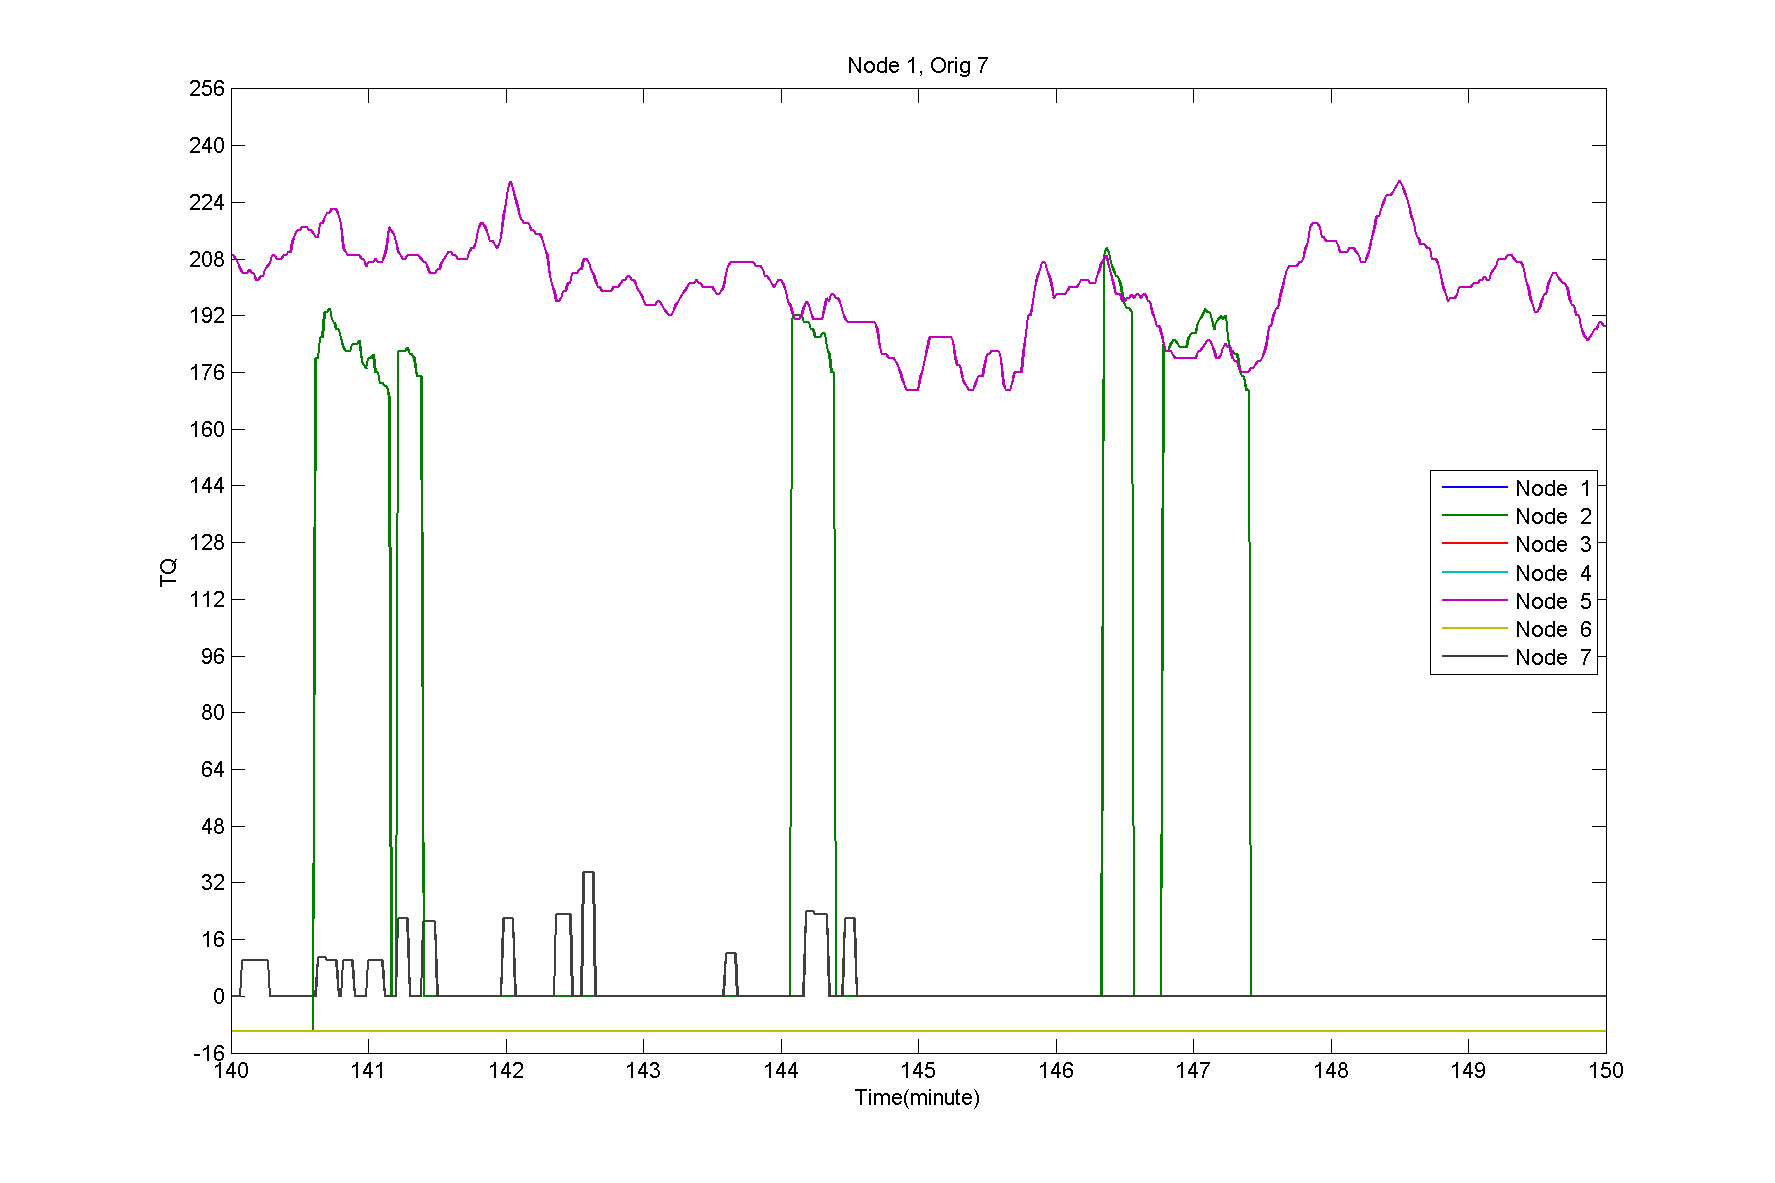 Node 1, Orig 7
256
240
224
208
192
176
160
144
128
112
96
80
64
48
32
16
0
-16
TQ
Node 1
Node 2
Node 3
Node 4
Node 5
Node 6
Node 7
140 141 142 143 144 145 146 147 148 149 150
Time(minute)